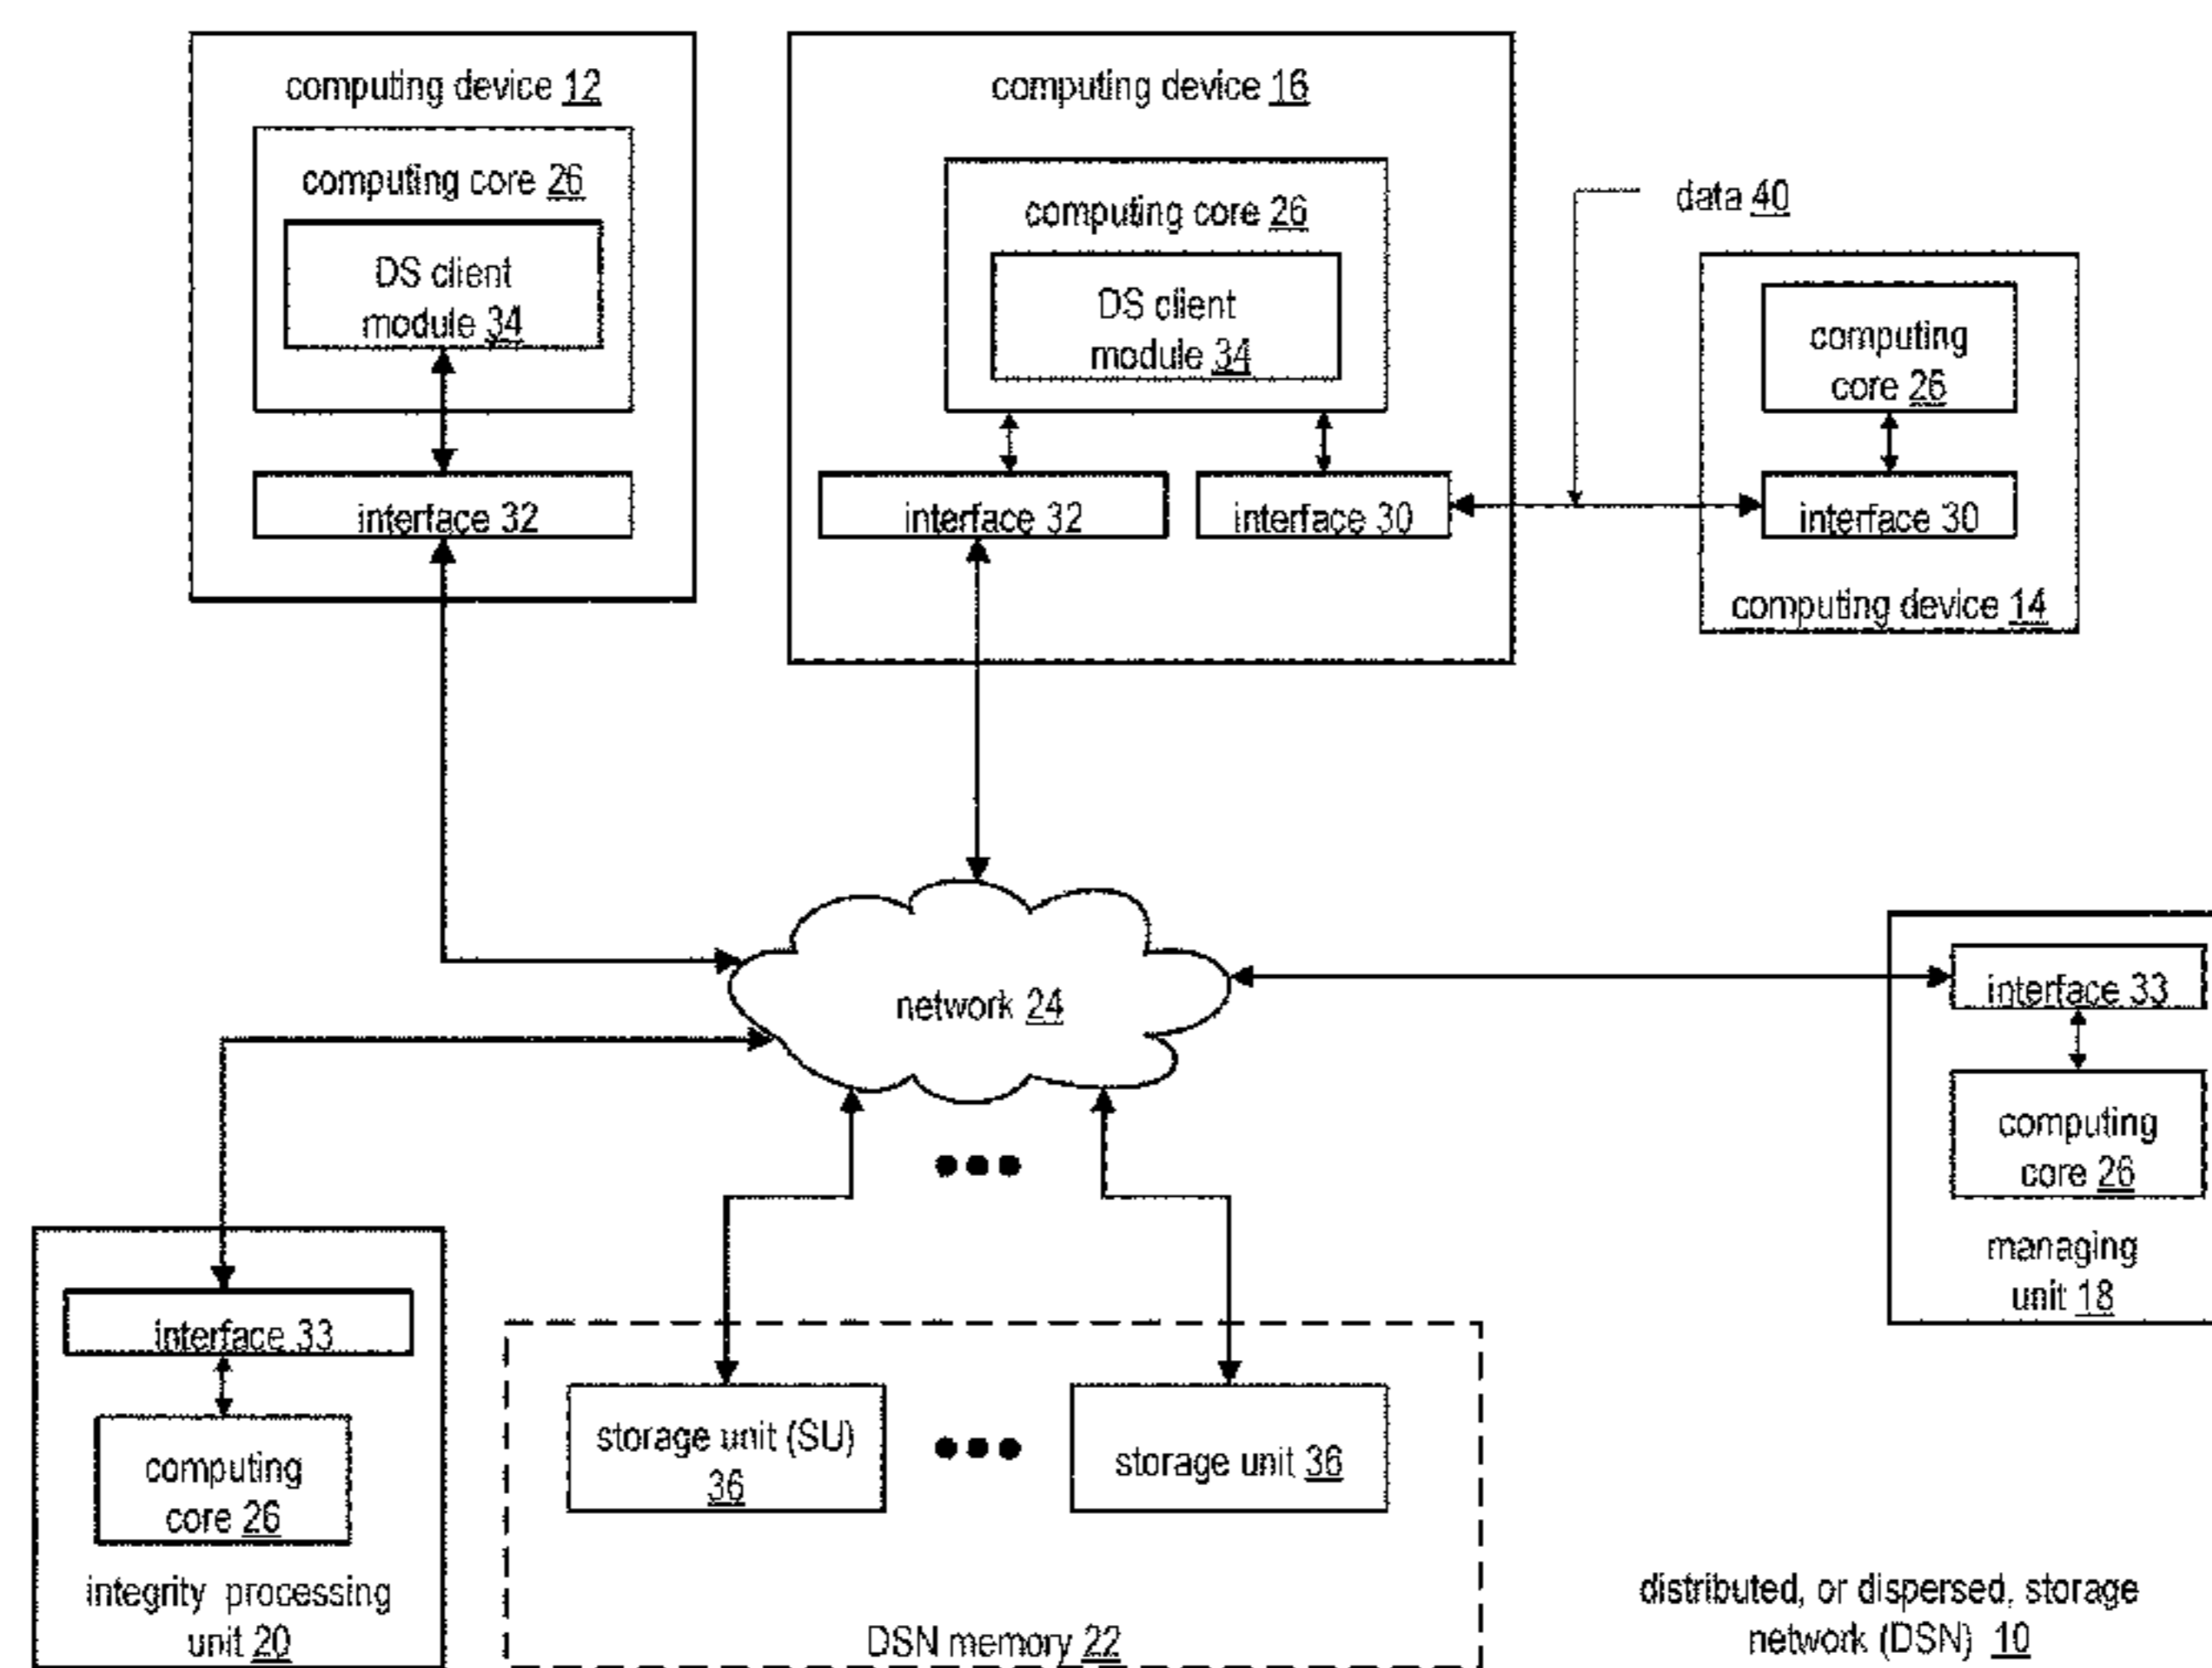 computing device 12
computing core 26
DS client
module 34
interface 32
computing device 16
computing core 26
DS client
module 34
interface 32
interface 30
data 40
computing
core 26
interface 30
computing device 14
network 24
interface 33
computing
core 26
managing
unit 18
interface 33
computing
core 26
integrity processing
unit 20
storage unit (SU)
36
storage unit 36
DSN memory 22
distributed, or dispersed, storage
network (DSN) 10